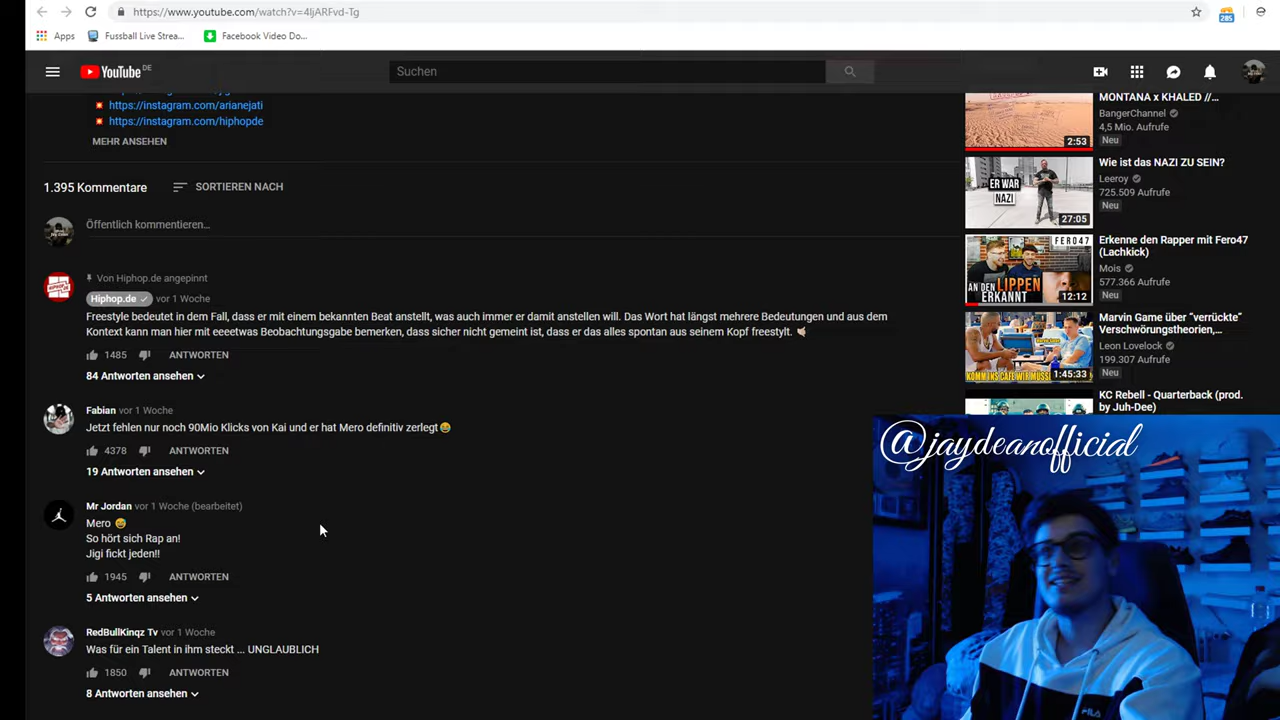 https://www.youtube.com/watch?v=4ljARFvd-Tg
Apps
Fussball Live Strea...
Facebook Video Do...
285
YouTube DE
Suchen
https://instagram.com/arianejati
https://instagram.com/hiphopde
MEHR ANSEHEN
1.395 Kommentare
SORTIEREN NACH
Öffentlich kommentieren...
Von Hiphop.de angepinnt
Hiphop.de vor 1 Woche
Freestyle bedeutet in dem Fall, dass er mit einem bekannten Beat anstellt, was auch immer er damit anstellen will. Das Wort hat längst mehrere Bedeutungen und aus dem
Kontext kann man hier mit eeeetwas Beobachtungsgabe bemerken, dass sicher nicht gemeint ist, dass er das alles spontan aus seinem Kopf freestylt.
1485 ANTWORTEN
84 Antworten ansehen
Fabian vor 1 Woche
Jetzt fehlen nur noch 90Mio Klicks von Kai und er hat Mero definitiv zerlegt😂
4378 ANTWORTEN
19 Antworten ansehen
Mr Jordan vor 1 Woche (bearbeitet)
Mero 😅
So hört sich Rap an!
Jigi fickt jeden!!
1945 ANTWORTEN
5 Antworten ansehen
RedBullKinqz Tv vor 1 Woche
Was für ein Talent in ihm steckt ... UNGLAUBLICH
1850 ANTWORTEN
8 Antworten ansehen
MONTANA x KHALED //...
BangerChannel
4,5 Mio. Aufrufe
Neu
2:53
Wie ist das NAZI ZU SEIN?
Leeroy
725.509 Aufrufe
Neu
ER WAR
NAZI
27:05
Erkenne den Rapper mit Fero47
(Lachkick)
Mois
577.366 Aufrufe
Neu
FERO47
AN DEN LIPPEN
ERKANNT
12:12
Marvin Game über “verrückte”
Verschwörungstheorien,...
Leon Lovelock
199.307 Aufrufe
Neu
1:45:33
KC Rebell - Quarterback (prod.
by Juh-Dee)
@jaydeanofficial
FILA